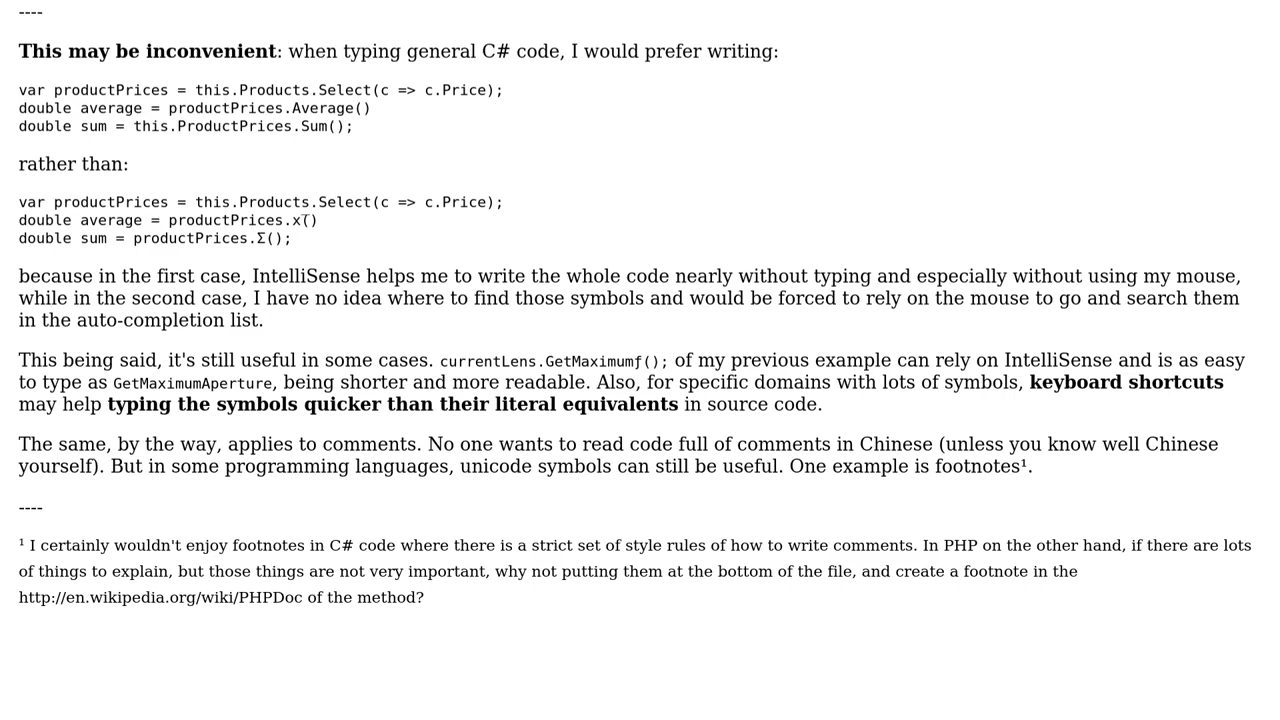 ----
This may be inconvenient: when typing general C# code, I would prefer writing:
var productPrices = this.Products.Select(c => c.Price);
double average = productPrices.Average()
double sum = this.ProductPrices.Sum();
rather than:
var productPrices = this.Products.Select(c => c.Price);
double average = productPrices.x̅()
double sum = productPrices.Σ();
because in the first case, IntelliSense helps me to write the whole code nearly without typing and especially without using my mouse,
while in the second case, I have no idea where to find those symbols and would be forced to rely on the mouse to go and search them
in the auto-completion list.
This being said, it's still useful in some cases. currentLens.GetMaximumƒ(); of my previous example can rely on IntelliSense and is as easy
to type as GetMaximumAperture, being shorter and more readable. Also, for specific domains with lots of symbols, keyboard shortcuts
may help typing the symbols quicker than their literal equivalents in source code.
The same, by the way, applies to comments. No one wants to read code full of comments in Chinese (unless you know well Chinese
yourself). But in some programming languages, unicode symbols can still be useful. One example is footnotes¹.
----
¹ I certainly wouldn't enjoy footnotes in C# code where there is a strict set of style rules of how to write comments. In PHP on the other hand, if there are lots
of things to explain, but those things are not very important, why not putting them at the bottom of the file, and create a footnote in the
http://en.wikipedia.org/wiki/PHPDoc of the method?